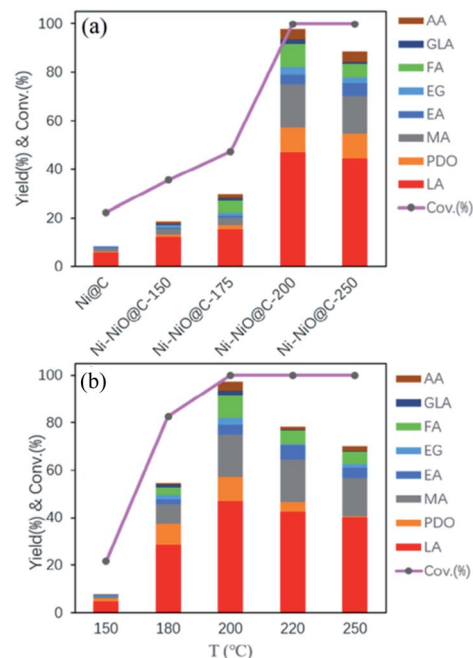 (a)
Yield(%) & Conv.(%)
100
80
60
40
20
0
Ni@C
Ni-NiO@C-150
Ni-NiO@C-175
Ni-NiO@C-200
Ni-NiO@C-250
AA
GLA
FA
EG
EA
MA
PDO
LA
Cov.(%)
(b)
Yield(%) & Conv.(%)
100
80
60
40
20
0
150 180 200 220 250
T (°C)
AA
GLA
FA
EG
EA
MA
PDO
LA
Cov.(%)